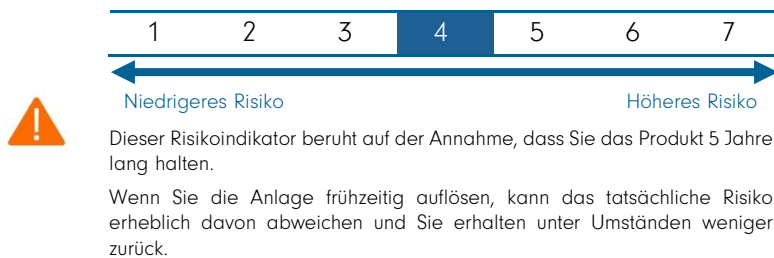 1 2 3 4 5 6 7
Niedrigeres Risiko Höheres Risiko
Dieser Risikoindikator beruht auf der Annahme, dass Sie das Produkt 5 Jahre
lang halten.
Wenn Sie die Anlage frühzeitig auflösen, kann das tatsächliche Risiko
erheblich davon abweichen und Sie erhalten unter Umständen weniger
zurück.